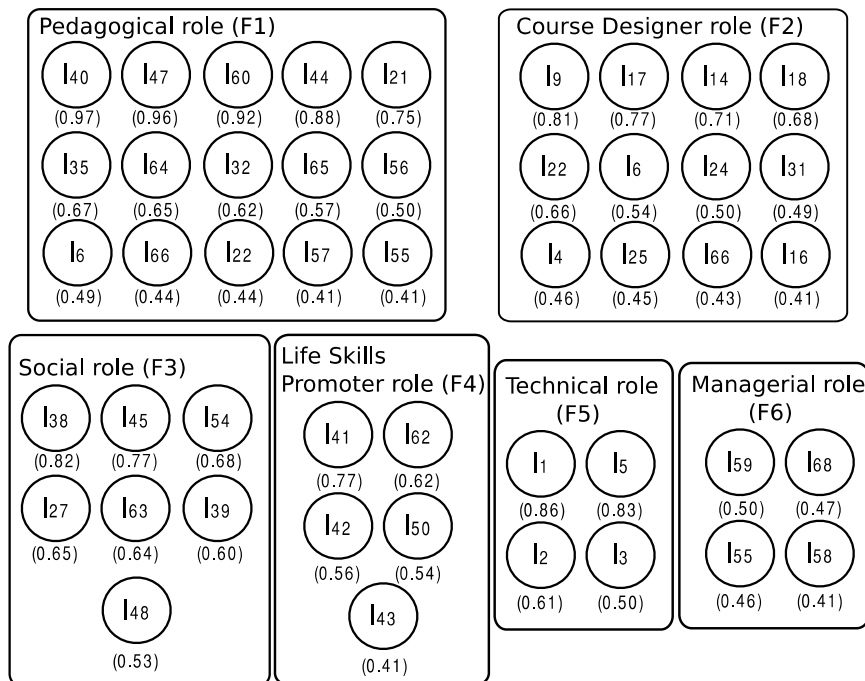 Pedagogical role (F1)
I40 I47 I60 I44 I21
(0.97) (0.96) (0.92) (0.88) (0.75)
I35 I64 I32 I65 I56
(0.67) (0.65) (0.62) (0.57) (0.50)
I6 I66 I22 I57 I55
(0.49) (0.44) (0.44) (0.41) (0.41)
Course Designer role (F2)
I9 I17 I14 I18
(0.81) (0.77) (0.71) (0.68)
I22 I6 I24 I31
(0.66) (0.54) (0.50) (0.49)
I4 I25 I66 I16
(0.46) (0.45) (0.43) (0.41)
Social role (F3)
I38 I45 I54
(0.82) (0.77) (0.68)
I27 I63 I39
(0.65) (0.64) (0.60)
I48
(0.53)
Life Skills
Promoter role (F4)
I41 I62
(0.77) (0.62)
I42 I50
(0.56) (0.54)
I43
(0.41)
Technical role
(F5)
I1 I5
(0.86) (0.83)
I2 I3
(0.61) (0.50)
Managerial role
(F6)
I59 I68
(0.50) (0.47)
I55 I58
(0.46) (0.41)